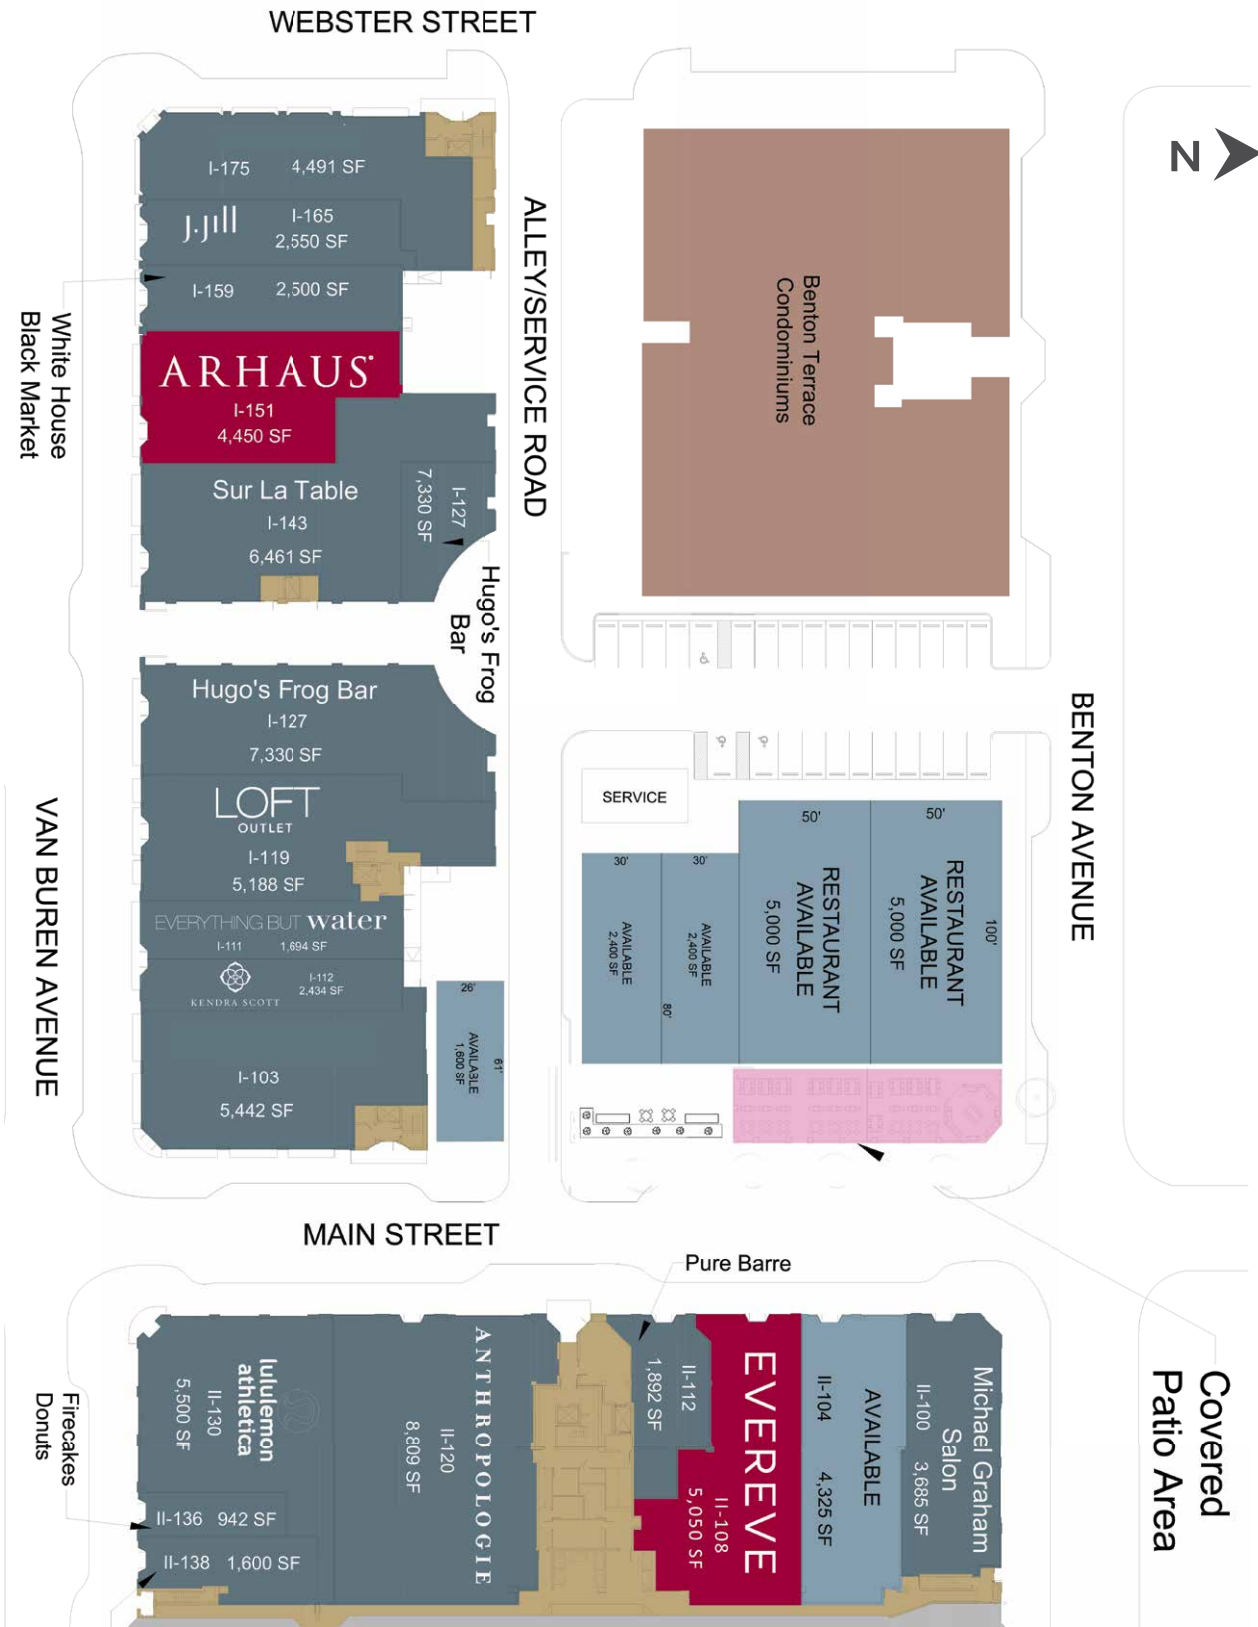 WEBSTER STREET
N
I-175 4,491 SF
J.Jill
I-165
2,550 SF
I-159 2,500 SF
White House
Black Market
ARHAUS
I-151
4,450 SF
Sur La Table
I-143
6,461 SF
I-127
7,330 SF
Hugo's Frog
Bar
ALLEY/SERVICE ROAD
Benton Terrace
Condominiums
Hugo's Frog Bar
I-127
7,330 SF
LOFT
OUTLET
I-119
5,188 SF
EVERYTHING BUT water
I-111 1,694 SF
KENDRA SCOTT
I-112
2,434 SF
I-103
5,442 SF
VAN BUREN AVENUE
26'
61'
AVAILABLE
1,600 SF
SERVICE
30'
AVAILABLE
2,400 SF
30'
AVAILABLE
2,400 SF
80'
50'
RESTAURANT
AVAILABLE
5,000 SF
50'
RESTAURANT
AVAILABLE
5,000 SF
100'
BENTON AVENUE
MAIN STREET
Pure Barre
Covered
Patio Area
lululemon
athletica
II-130
5,500 SF
Firecakes
Donuts
II-136 942 SF
II-138 1,600 SF
ANTHROPOLOGIE
II-120
8,809 SF
II-112
1,892 SF
EVEREVE
II-108
5,050 SF
AVAILABLE
II-104 4,325 SF
Michael Graham
Salon
II-100 3,685 SF